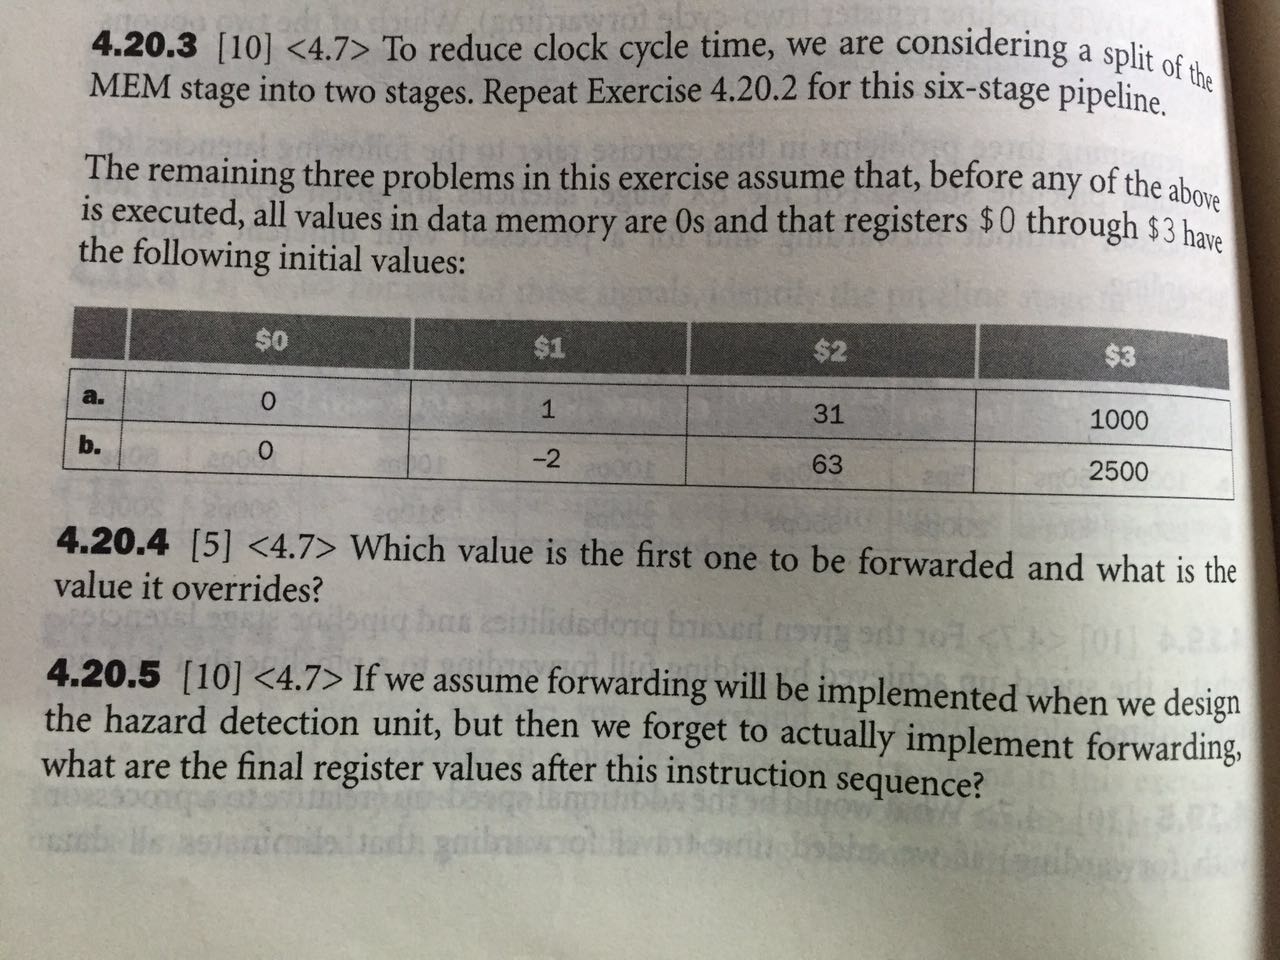 4.20.3 [10] <4.7> To reduce clock cycle time, we are considering a split of the
MEM stage into two stages. Repeat Exercise 4.20.2 for this six-stage pipeline.
The remaining three problems in this exercise assume that, before any of the above
is executed, all values in data memory are 0s and that registers $0 through $3 have
the following initial values:
$0 $1 $2 $3
a. 0 1 31 1000
b. 0 –2 63 2500
4.20.4 [5] <4.7> Which value is the first one to be forwarded and what is the
value it overrides?
4.20.5 [10] <4.7> If we assume forwarding will be implemented when we design
the hazard detection unit, but then we forget to actually implement forwarding,
what are the final register values after this instruction sequence?